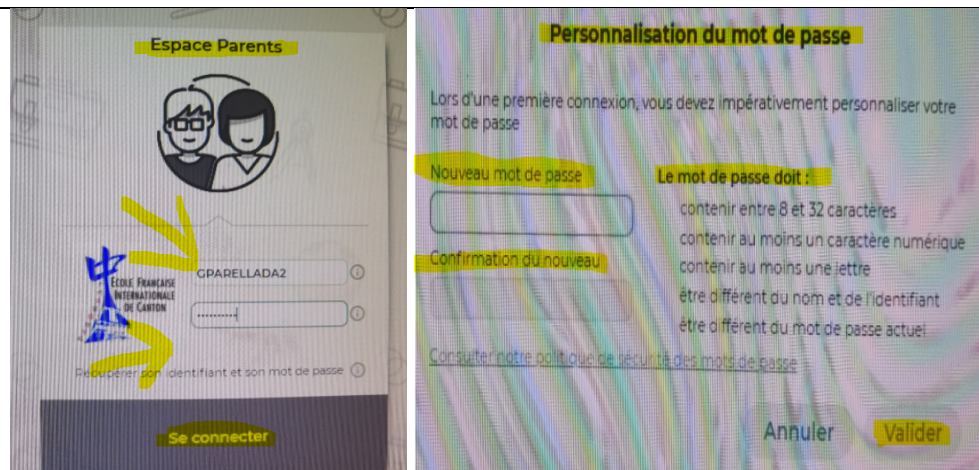 Espace Parents
École Française
Internationale
de Canton
GPARELLADA2
Récupérer son identifiant et son mot de passe
Se connecter
Personnalisation du mot de passe
Lors d'une première connexion, vous devez impérativement personnaliser votre
mot de passe
Nouveau mot de passe
Confirmation du nouveau
Le mot de passe doit :
contenir entre 8 et 32 caractères
contenir au moins un caractère numérique
contenir au moins une lettre
être différent du nom et de l'identifiant
être différent du mot de passe actuel
Consulter notre politique de sécurité des mots de passe
Annuler
Valider